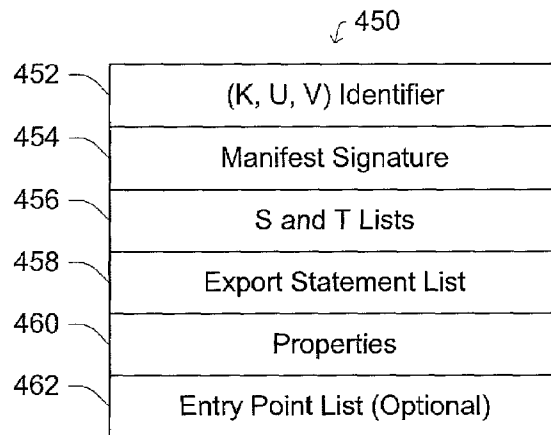 450
452
(K, U, V) Identifier
454
Manifest Signature
456
S and T Lists
458
Export Statement List
460
Properties
462
Entry Point List (Optional)